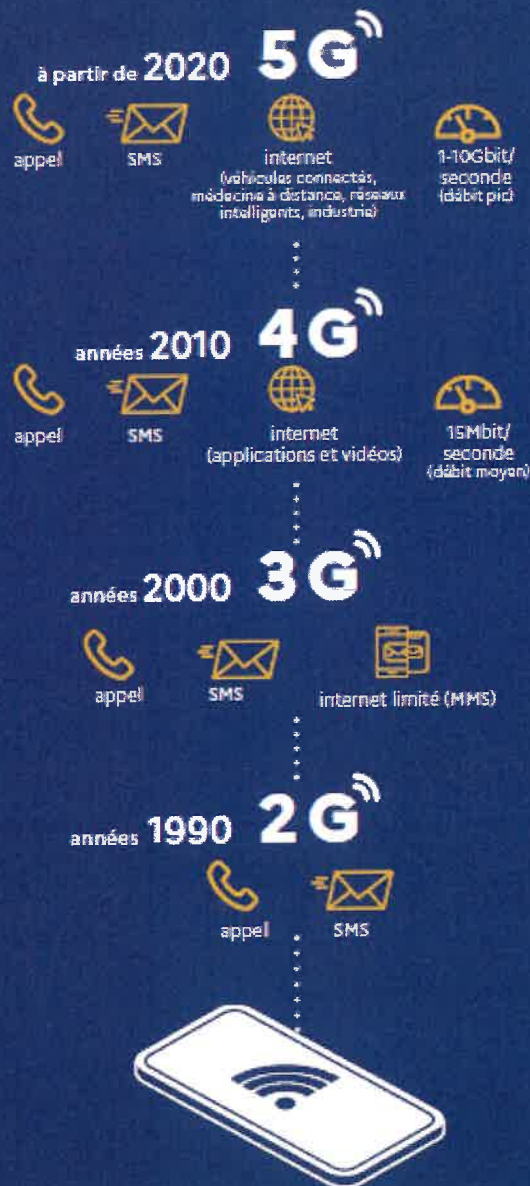 à partir de 2020 5G
appel
SMS
internet
(véhicules connectés,
médecine à distance, réseaux
intelligents, industrie)
1-10Gbit/
seconde
(débit pic)
années 2010 4G
appel
SMS
internet
(applications et vidéos)
15Mbit/
seconde
(débit moyen)
années 2000 3G
appel
SMS
internet limité (MMS)
années 1990 2G
appel
SMS